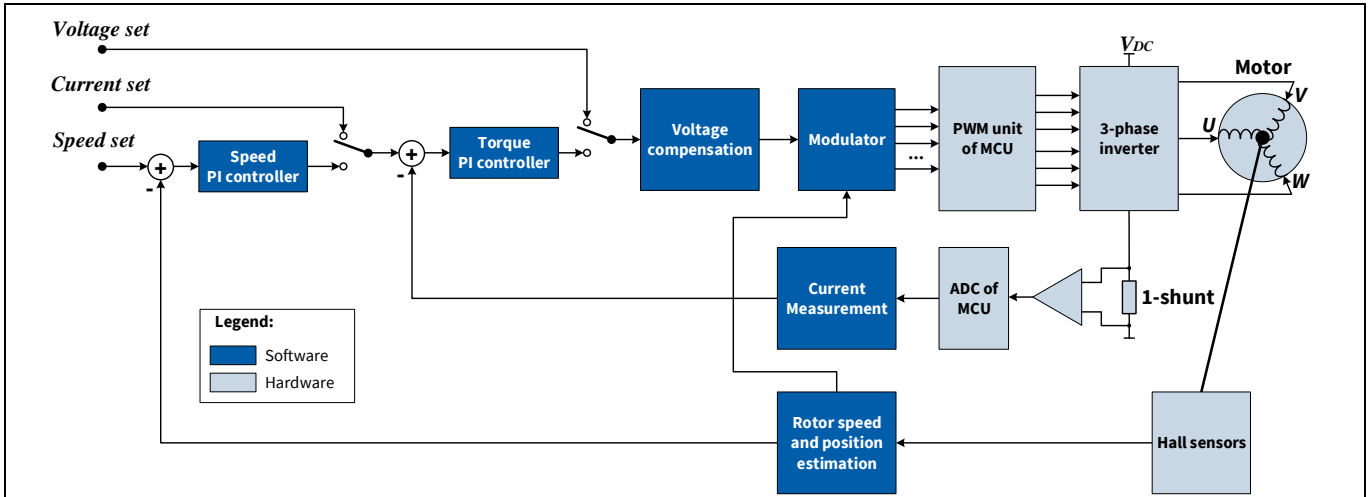 Voltage set
Current set
Speed set
+
-
Speed
PI controller
+
-
Torque
PI controller
Voltage
compensation
Modulator
...
PWM unit
of MCU
VDC
3-phase
inverter
Motor
U
V
W
Current
Measurement
ADC of
MCU
1-shunt
Legend:
Software
Hardware
Rotor speed
and position
estimation
Hall sensors